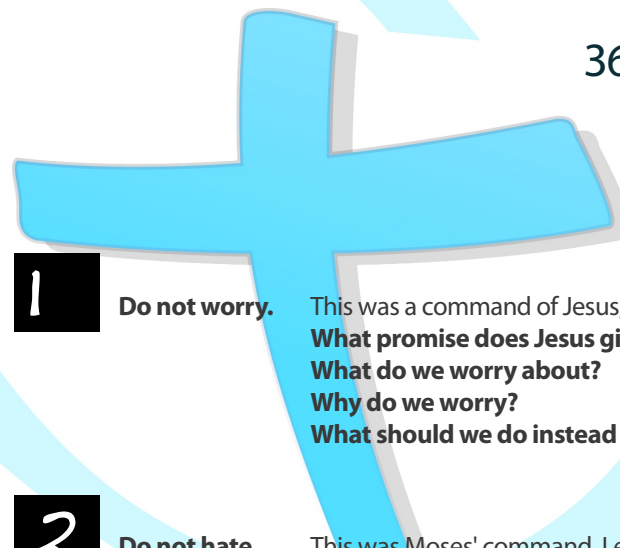 36
1
Do not worry. This was a command of Jesus,
What promise does Jesus gi
What do we worry about?
Why do we worry?
What should we do instead
2
Do not hate This was Moses' command. Le